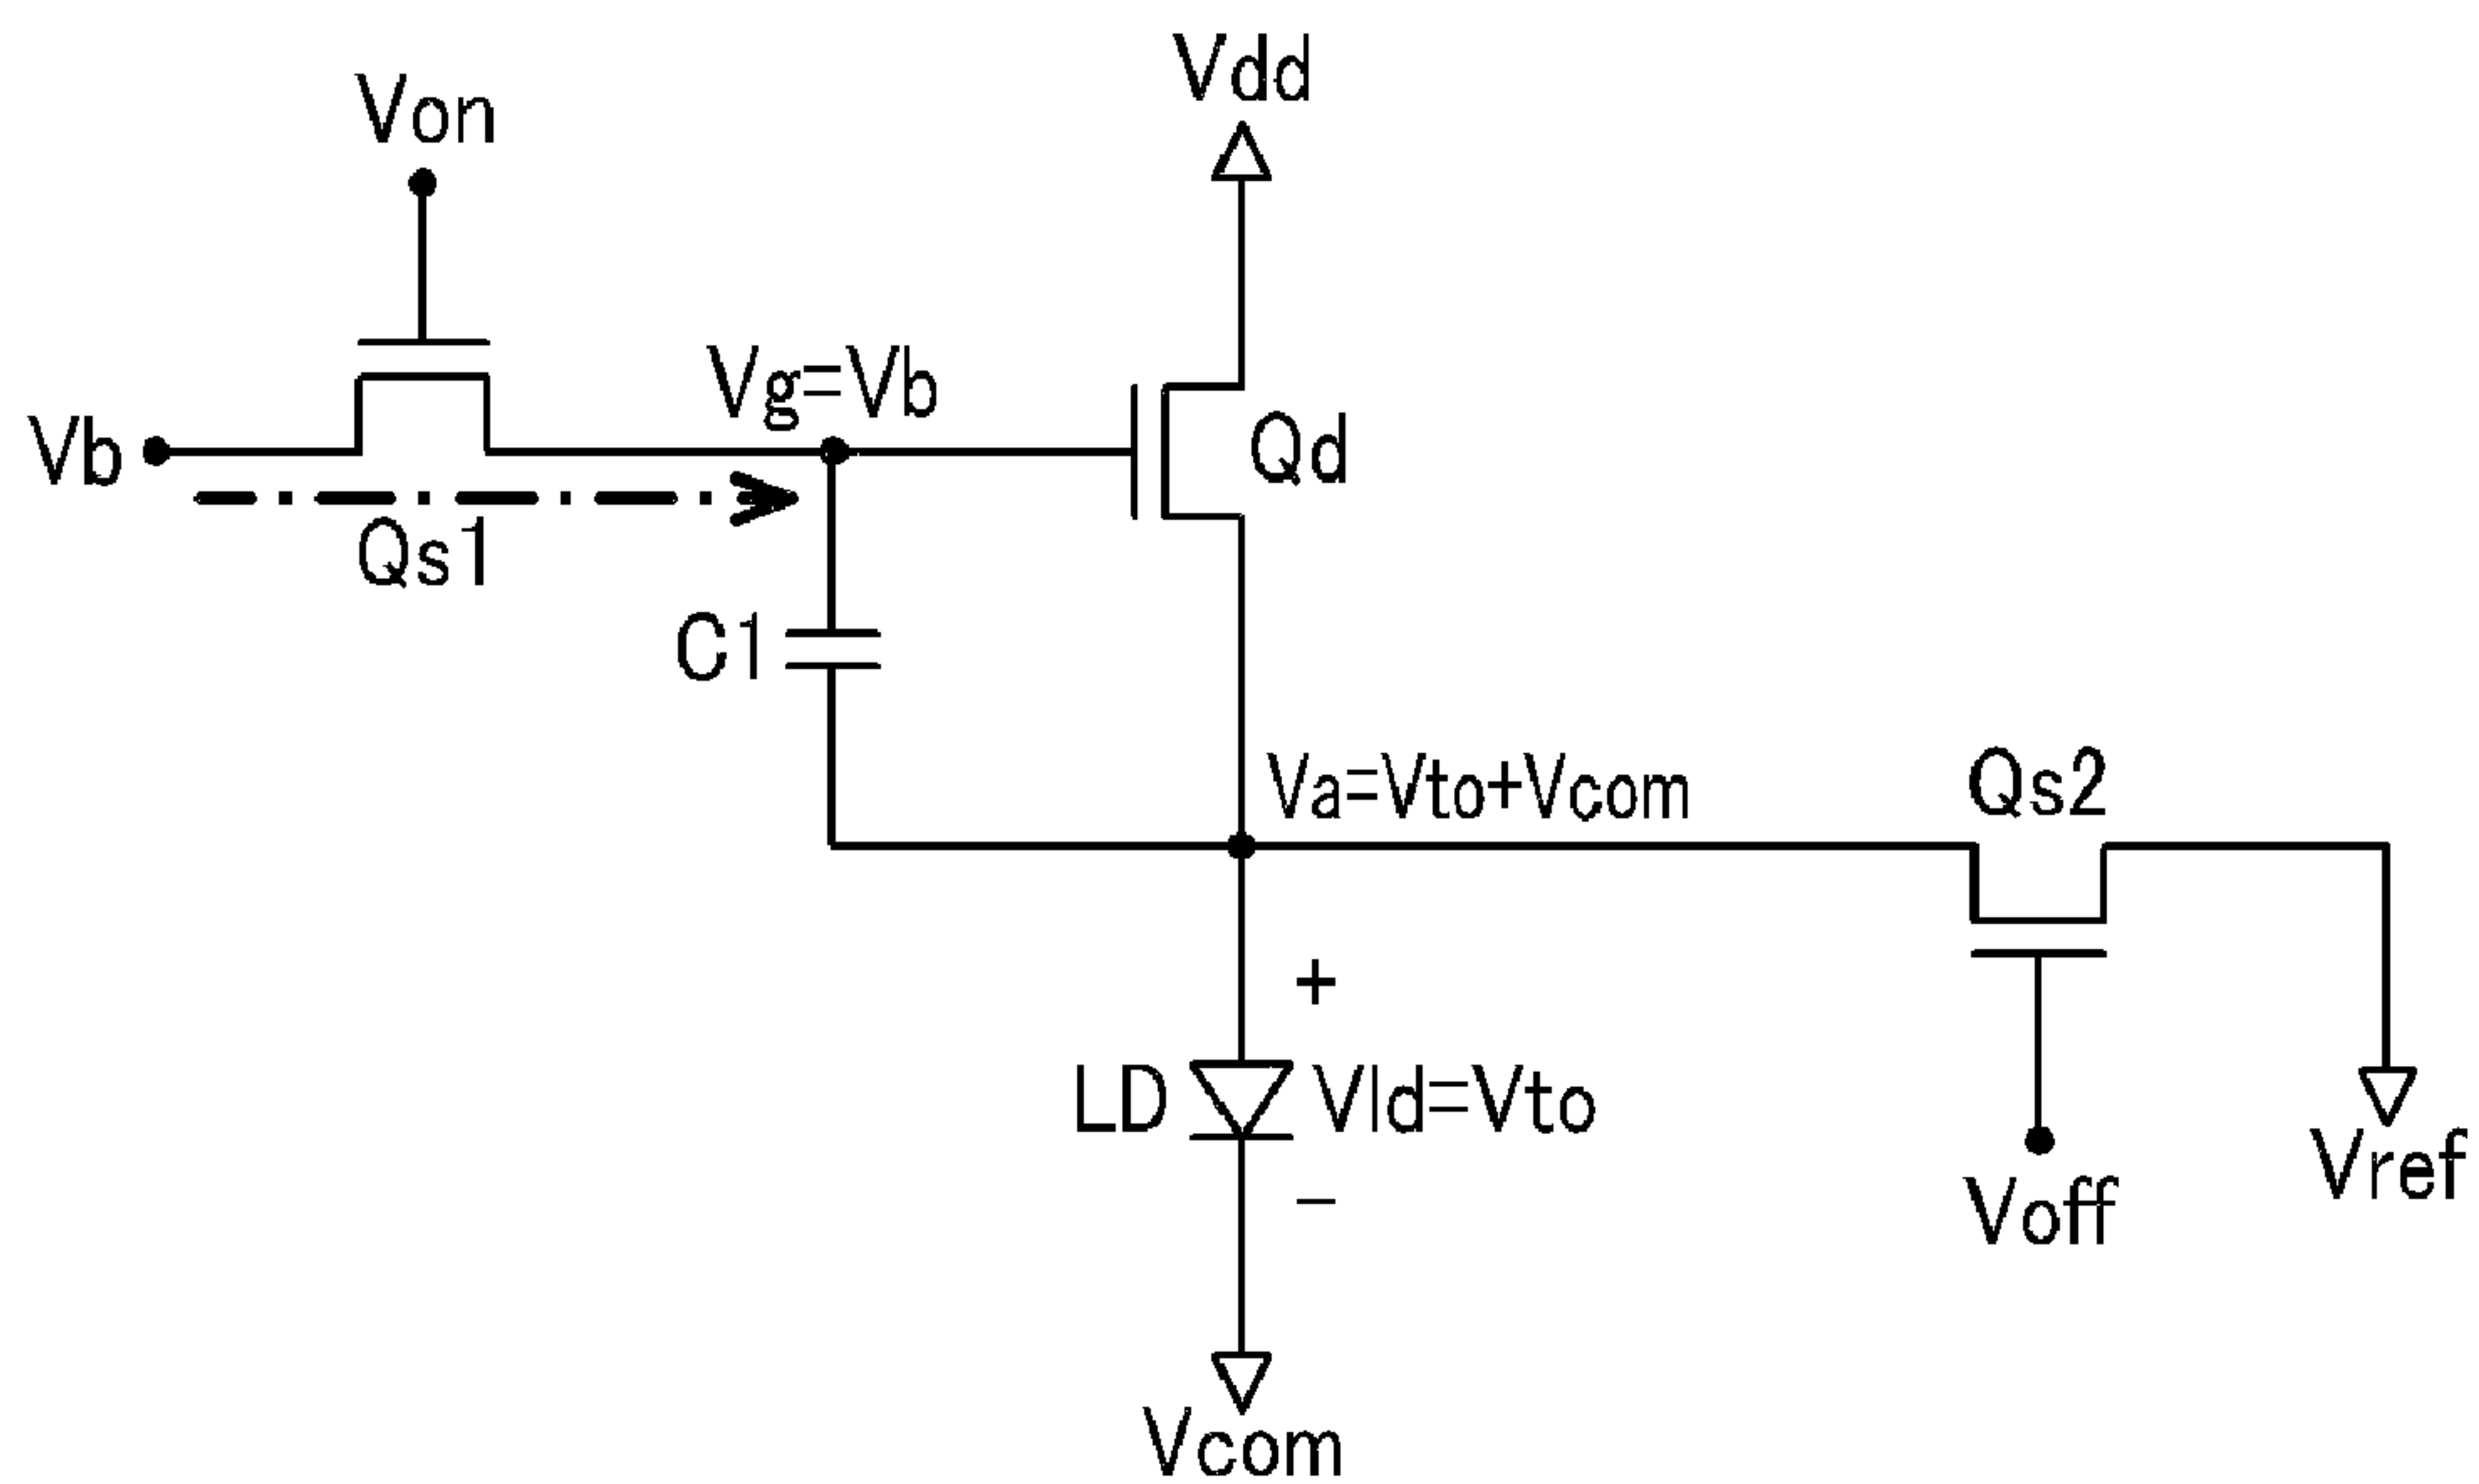 Vdd
Von
Vg=Vb
Vb
Qd
Qs1
C1
Va=Vto+Vcom
Qs2
+
LD
Vld=Vto
−
Voff
Vref
Vcom